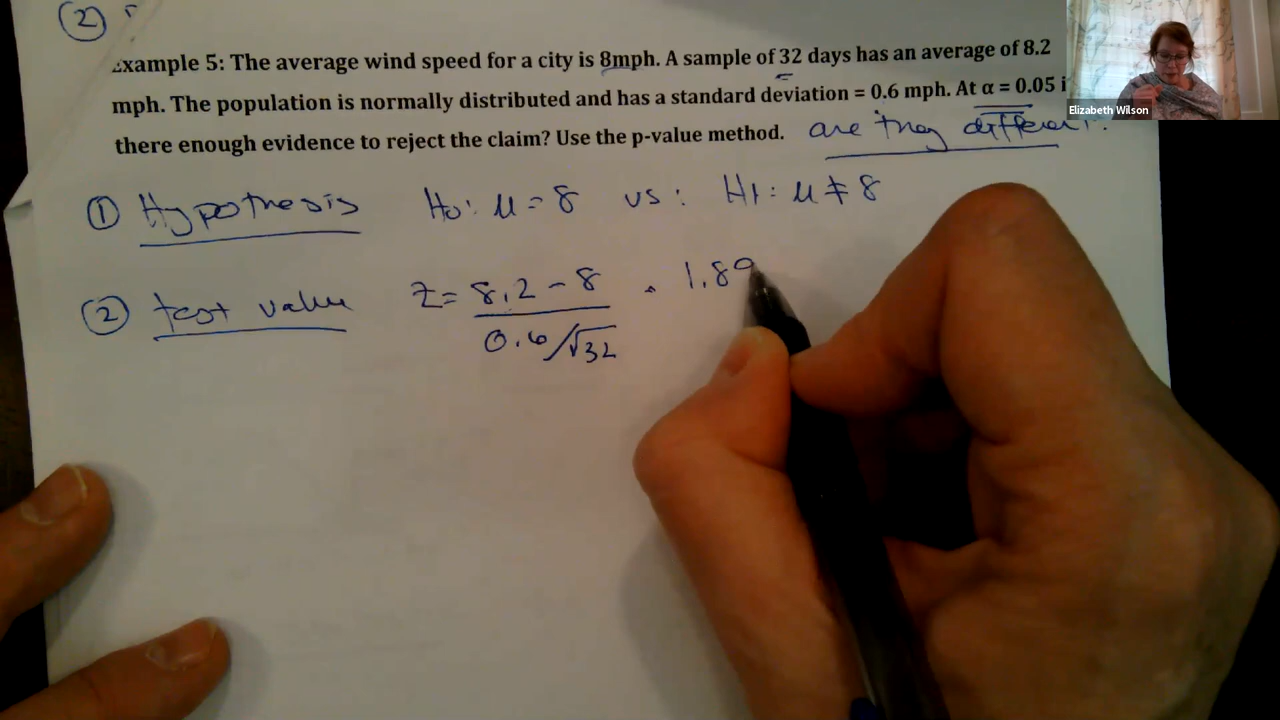 ②
Example 5: The average wind speed for a city is 8mph. A sample of 32 days has an average of 8.2
mph. The population is normally distributed and has a standard deviation = 0.6 mph. At α = 0.05 i
there enough evidence to reject the claim? Use the p-value method. are they different?
① Hypothesis H₀: μ = 8 vs: H1: μ ≠ 8
② test value Z = 8.2 - 8 / 0.6/√32 = 1.89
Elizabeth Wilson